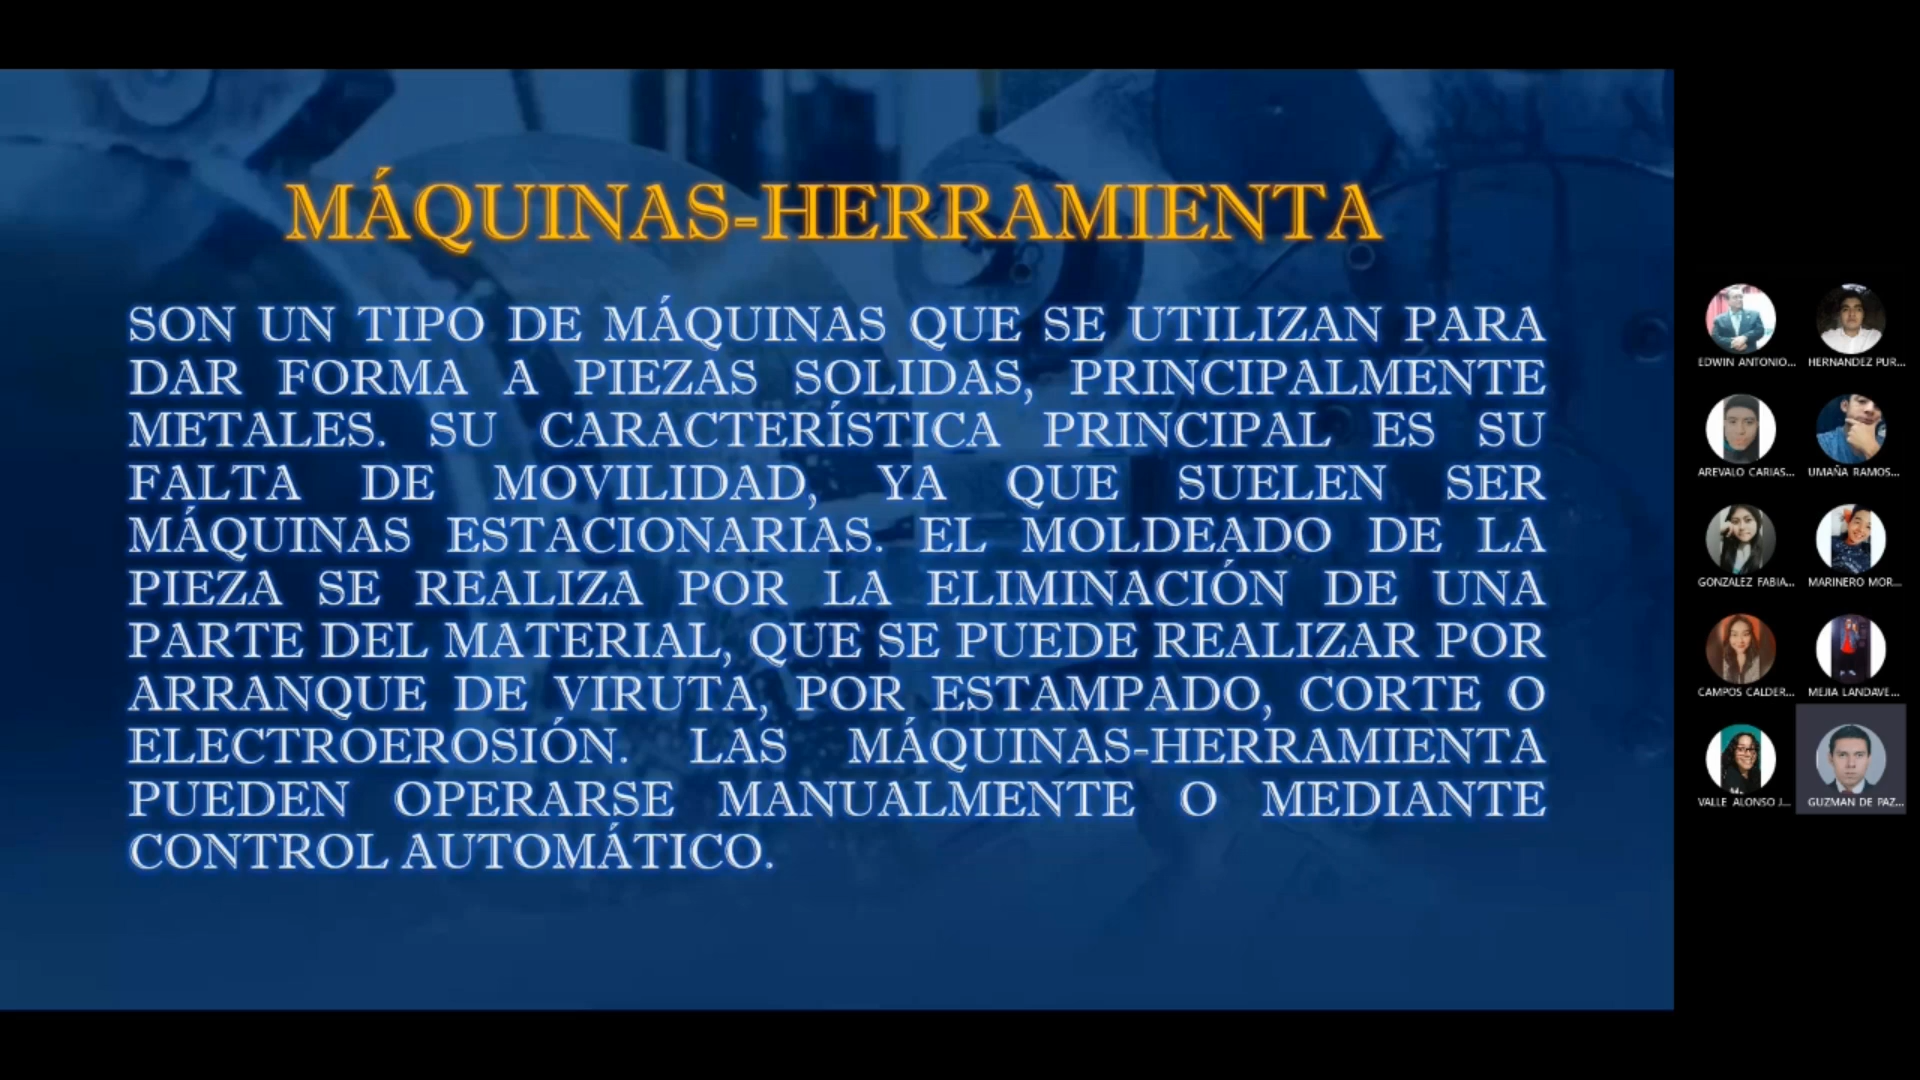 MÁQUINAS-HERRAMIENTA
SON UN TIPO DE MÁQUINAS QUE SE UTILIZAN PARA
DAR FORMA A PIEZAS SOLIDAS, PRINCIPALMENTE
METALES. SU CARACTERÍSTICA PRINCIPAL ES SU
FALTA DE MOVILIDAD, YA QUE SUELEN SER
MÁQUINAS ESTACIONARIAS. EL MOLDEADO DE LA
PIEZA SE REALIZA POR LA ELIMINACIÓN DE UNA
PARTE DEL MATERIAL, QUE SE PUEDE REALIZAR POR
ARRANQUE DE VIRUTA, POR ESTAMPADO, CORTE O
ELECTROEROSIÓN. LAS MÁQUINAS-HERRAMIENTA
PUEDEN OPERARSE MANUALMENTE O MEDIANTE
CONTROL AUTOMÁTICO.
EDWIN ANTONIO...
HERNANDEZ PUR...
AREVALO CARIAS...
UMAÑA RAMOS...
GONZALEZ FABIA...
MARINERO MOR...
CAMPOS CALDER...
MEJIA LANDAVE...
VALLE ALONSO J...
GUZMAN DE PAZ...